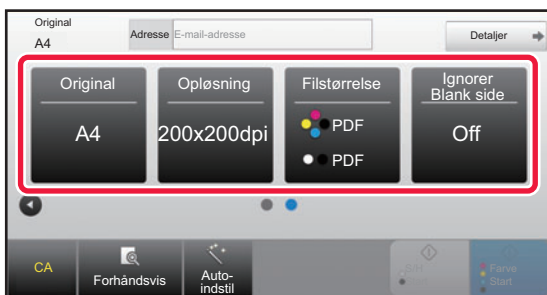 Original
A4
Adresse E-mail-adresse
Detaljer
Original
A4
Opløsning
200x200dpi
Filstørrelse
PDF
PDF
Ignorer
Blank side
Off
CA
Forhåndsvis
Auto-
indstil
S/H
Start
Farve
Start